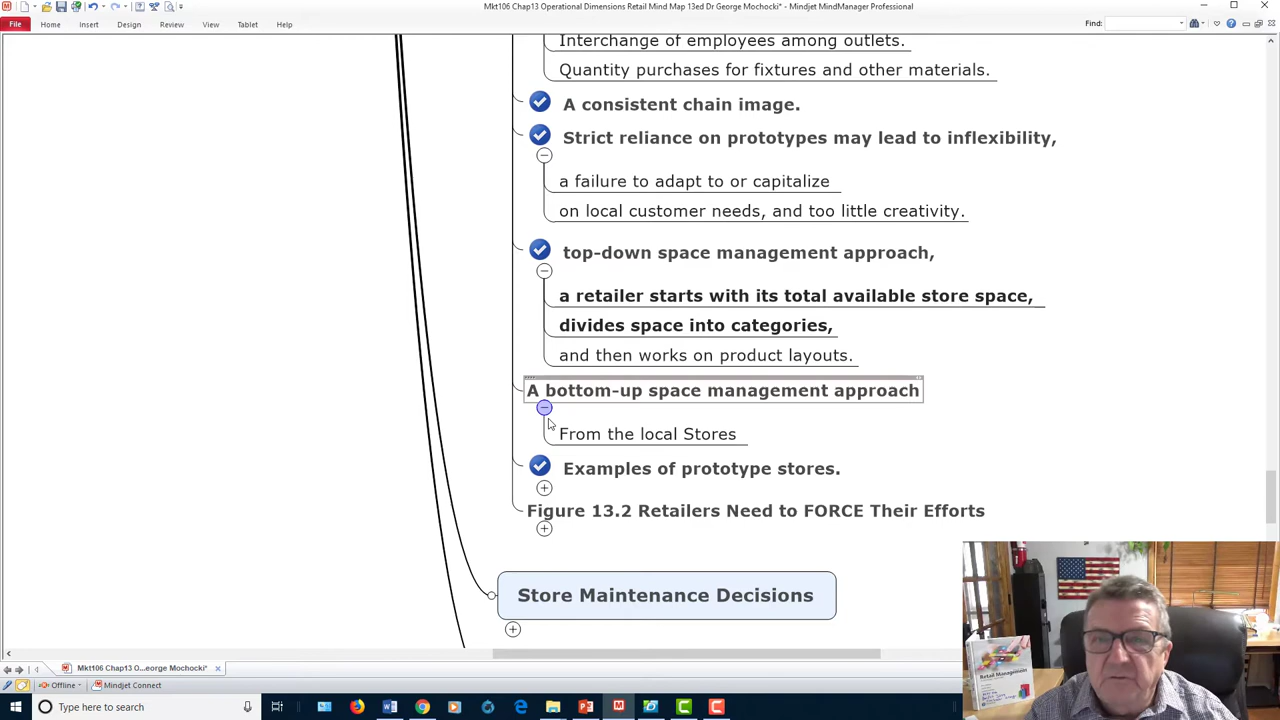 Mkt106 Chap13 Operational Dimensions Retail Mind Map 13ed Dr George Mochocki* - Mindjet MindManager Professional
File Home Insert Design Review View Tablet Help Find:
Interchange of employees among outlets.
Quantity purchases for fixtures and other materials.
A consistent chain image.
Strict reliance on prototypes may lead to inflexibility,
a failure to adapt to or capitalize
on local customer needs, and too little creativity.
top-down space management approach,
a retailer starts with its total available store space,
divides space into categories,
and then works on product layouts.
A bottom-up space management approach
From the local Stores
Examples of prototype stores.
Figure 13.2 Retailers Need to FORCE Their Efforts
Store Maintenance Decisions
Retail Management
Mkt106 Chap13 O...eorge Mochocki*
Offline Mindjet Connect
Type here to search